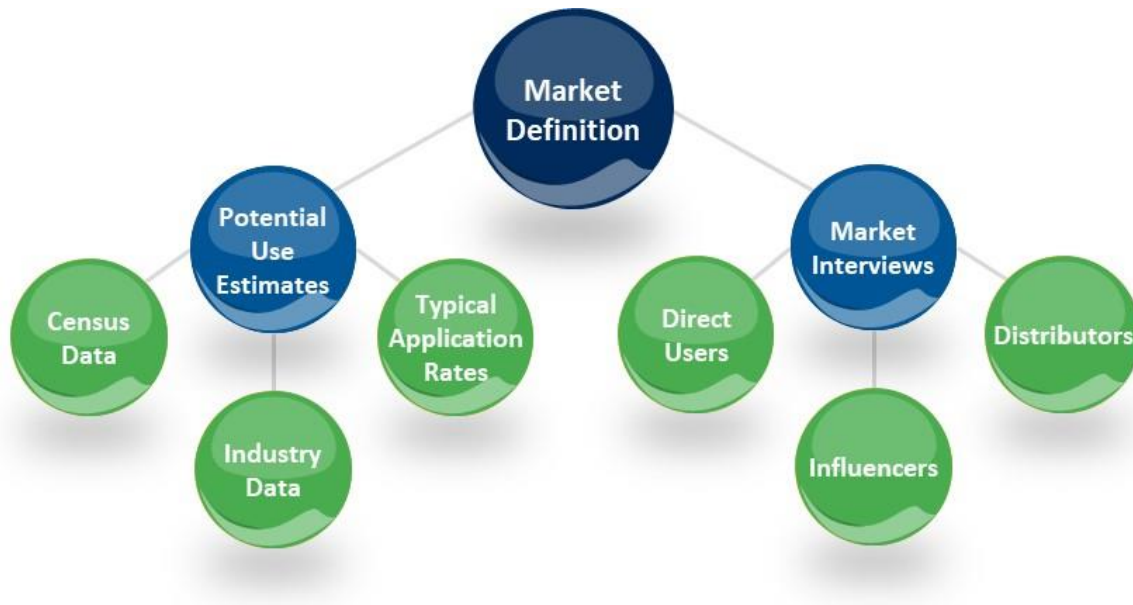 Market
Definition
Potential
Use
Estimates
Market
Interviews
Census
Data
Typical
Application
Rates
Direct
Users
Distributors
Industry
Data
Influencers